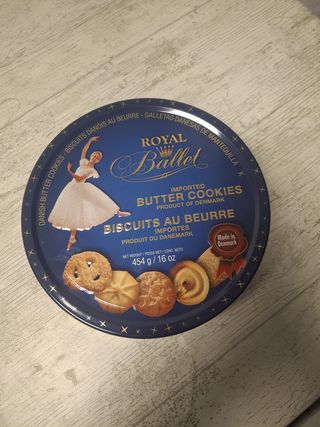 DANISH BUTTER COOKIES · BISCUITS DANOIS AU BEURRE · GALLETAS DANESAS DE MANTEQUILLA
ROYAL
Ballet
IMPORTED
BUTTER COOKIES
PRODUCT OF DENMARK
BISCUITS AU BEURRE
IMPORTÉS
PRODUIT DU DANEMARK
NET WEIGHT / POIDS NET / CONT. NETO
454 g / 16 oz
Made in
Denmark